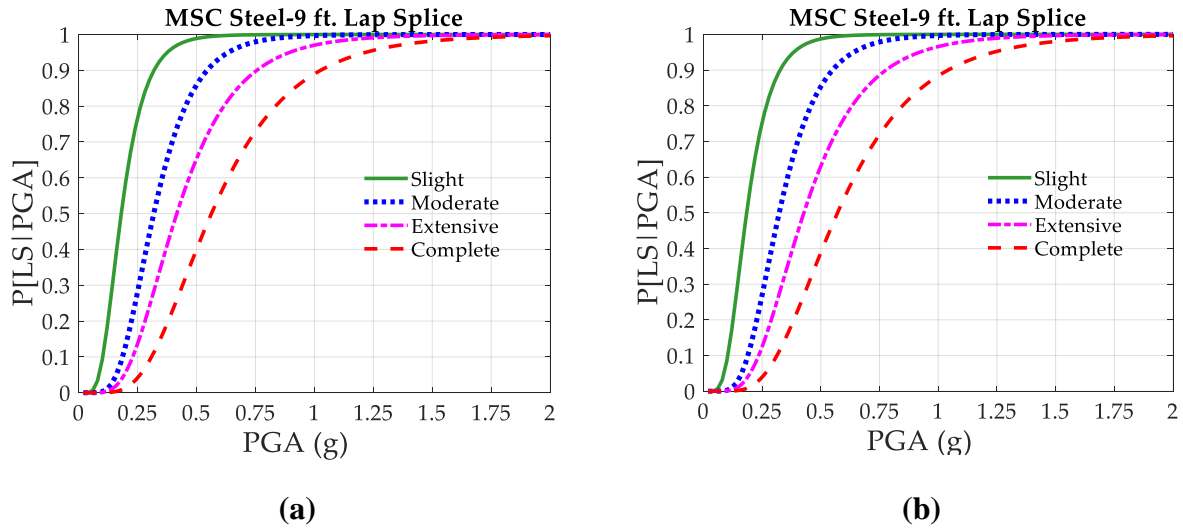 MSC Steel-9 ft. Lap Splice
1
0.9
0.8
0.7
0.6
0.5
0.4
0.3
0.2
0.1
0
P[LS|PGA]
Slight
Moderate
Extensive
Complete
0 0.25 0.5 0.75 1 1.25 1.5 1.75 2
PGA (g)
(a)
MSC Steel-9 ft. Lap Splice
1
0.9
0.8
0.7
0.6
0.5
0.4
0.3
0.2
0.1
0
P[LS|PGA]
Slight
Moderate
Extensive
Complete
0 0.25 0.5 0.75 1 1.25 1.5 1.75 2
PGA (g)
(b)